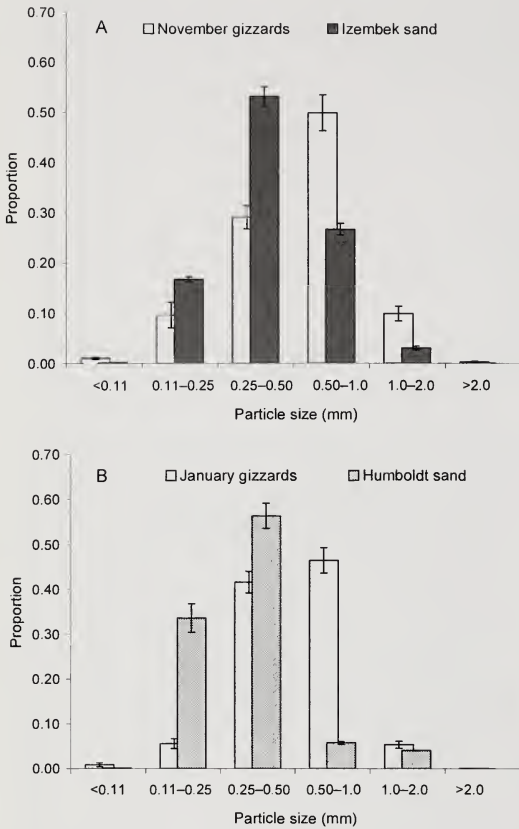 A
November gizzards Izembek sand
0.70
0.60
0.50
0.40
0.30
0.20
0.10
0.00
Proportion
<0.11 0.11–0.25 0.25–0.50 0.50–1.0 1.0–2.0 >2.0
Particle size (mm)
B
January gizzards Humboldt sand
0.70
0.60
0.50
0.40
0.30
0.20
0.10
0.00
Proportion
<0.11 0.11–0.25 0.25–0.50 0.50–1.0 1.0–2.0 >2.0
Particle size (mm)